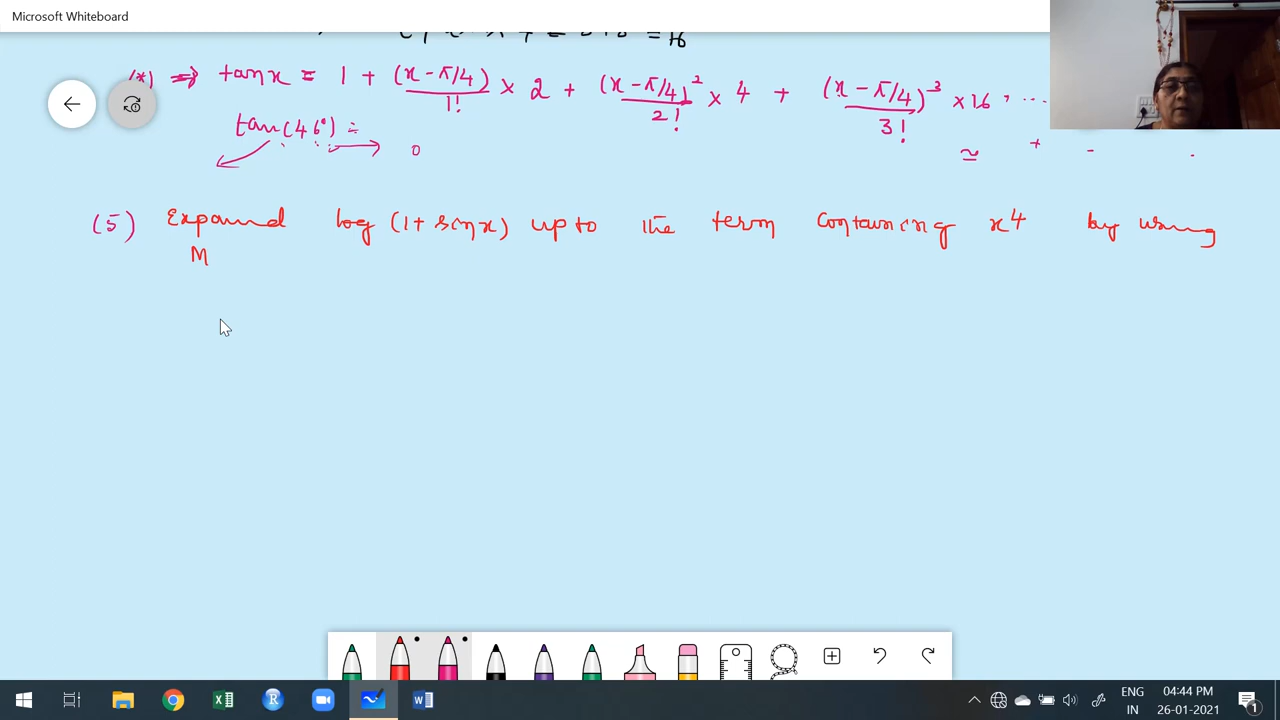 Microsoft Whiteboard
= 16
(*) ⇒ tan x = 1 + (x - π/4)/1! × 2 + (x - π/4)²/2! × 4 + (x - π/4)³/3! × 16 + ....
tan(46°) =
≃
(5) Expand log (1+ sin x) up to the term containing x⁴ by using
M
ENG
IN
04:44 PM
26-01-2021